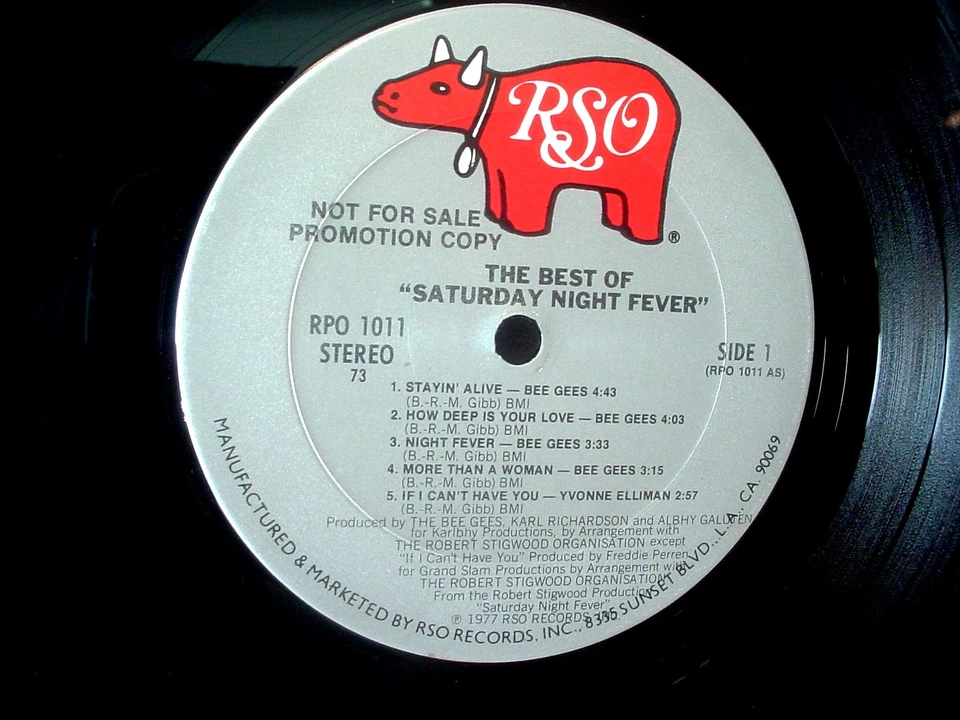 RSO
®
NOT FOR SALE
PROMOTION COPY
THE BEST OF
“SATURDAY NIGHT FEVER”
RPO 1011
STEREO
73
SIDE 1
(RPO 1011 AS)
1. STAYIN' ALIVE — BEE GEES 4:43
(B.-R.-M. Gibb) BMI
2. HOW DEEP IS YOUR LOVE — BEE GEES 4:03
(B.-R.-M. Gibb) BMI
3. NIGHT FEVER — BEE GEES 3:33
(B.-R.-M. Gibb) BMI
4. MORE THAN A WOMAN — BEE GEES 3:15
(B.-R.-M. Gibb) BMI
5. IF I CAN'T HAVE YOU — YVONNE ELLIMAN 2:57
(B.-R.-M. Gibb) BMI
Produced by THE BEE GEES, KARL RICHARDSON and ALBHY GALUTEN
for Karlbhy Productions, by Arrangement with
THE ROBERT STIGWOOD ORGANISATION except
“If I Can't Have You” Produced by Freddie Perren
for Grand Slam Productions by Arrangement with
THE ROBERT STIGWOOD ORGANISATION
From the Robert Stigwood Production
“Saturday Night Fever”
℗ 1977 RSO RECORDS, INC.
MANUFACTURED & MARKETED BY RSO RECORDS, INC., 8335 SUNSET BLVD., L.A., CA. 90069